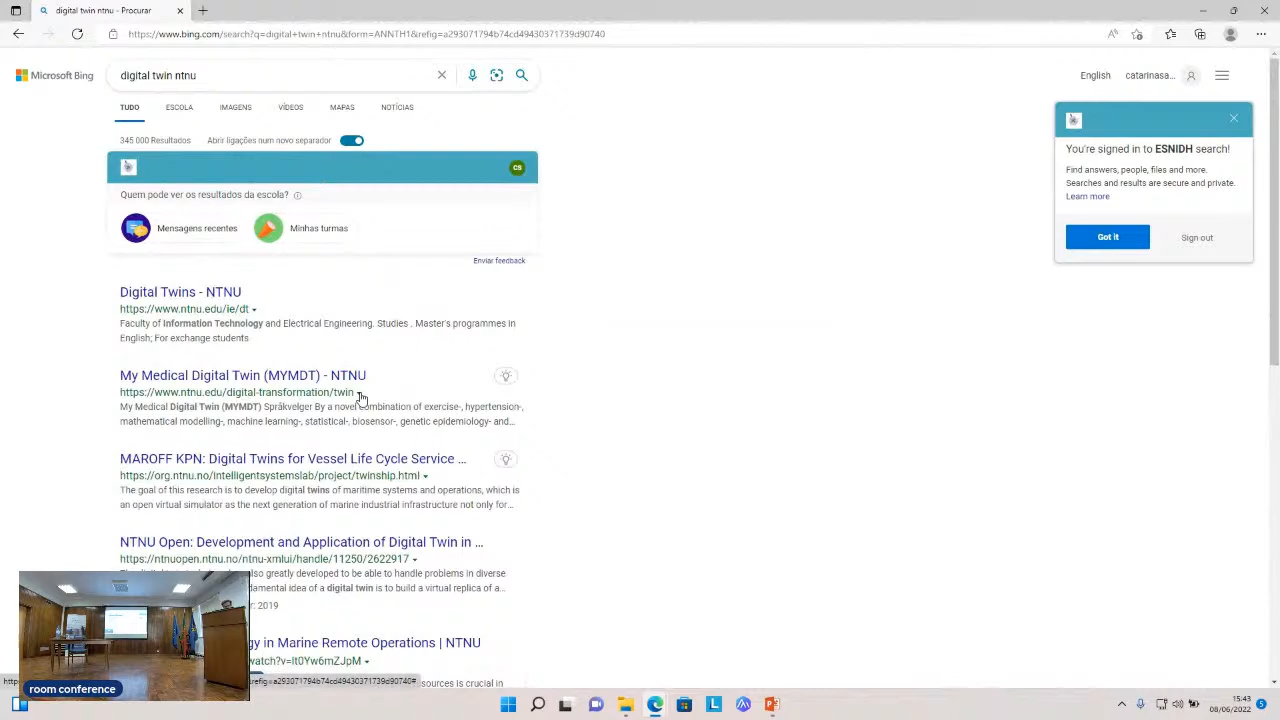 digital twin ntnu - Procurar
https://www.bing.com/search?q=digital+twin+ntnu&form=ANNTH1&refig=a293071794b74cd49430371739d90740
Microsoft Bing
digital twin ntnu
English
catarinasa...
TUDO ESCOLA IMAGENS VÍDEOS MAPAS NOTÍCIAS
345 000 Resultados
Abrir ligações num novo separador
CS
Quem pode ver os resultados da escola?
Mensagens recentes
Minhas turmas
Enviar feedback
You're signed in to ESNIDH search!
Find answers, people, files and more.
Searches and results are secure and private.
Learn more
Got it
Sign out
Digital Twins - NTNU
https://www.ntnu.edu/ie/dt
Faculty of Information Technology and Electrical Engineering. Studies . Master's programmes in
English; For exchange students
My Medical Digital Twin (MYMDT) - NTNU
https://www.ntnu.edu/digital-transformation/twin
My Medical Digital Twin (MYMDT) Språkvelger By a novel combination of exercise-, hypertension-,
mathematical modelling-, machine learning-, statistical-, biosensor-, genetic epidemiology- and...
MAROFF KPN: Digital Twins for Vessel Life Cycle Service ...
https://org.ntnu.no/intelligentsystemslab/project/twinship.html
The goal of this research is to develop digital twins of maritime systems and operations, which is
an open virtual simulator as the next generation of marine industrial infrastructure not only for...
NTNU Open: Development and Application of Digital Twin in ...
https://ntnuopen.ntnu.no/ntnu-xmlui/handle/11250/2622917
also greatly developed to be able to handle problems in diverse
damental idea of a digital twin is to build a virtual replica of a...
r: 2019
gy in Marine Remote Operations | NTNU
watch?v=lt0Yw6mZJpM
refig=a293071794b74cd49430371739d90740#
sources is crucial in
room conference
15:43
08/06/2022